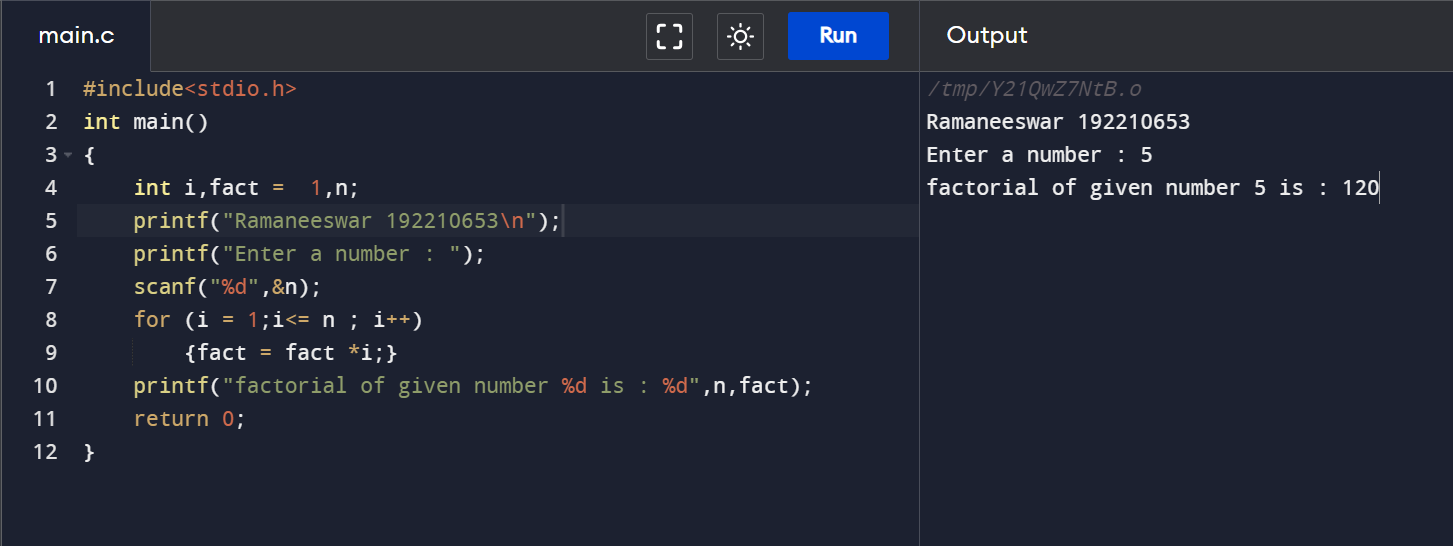 main.c
Run
Output
1 #include<stdio.h>
2 int main()
3 {
4     int i,fact =  1,n;
5     printf("Ramaneeswar 192210653\n");
6     printf("Enter a number : ");
7     scanf("%d",&n);
8     for (i = 1;i<= n ; i++)
9         {fact = fact *i;}
10     printf("factorial of given number %d is : %d",n,fact);
11     return 0;
12 }
/tmp/Y21QwZ7NtB.o
Ramaneeswar 192210653
Enter a number : 5
factorial of given number 5 is : 120